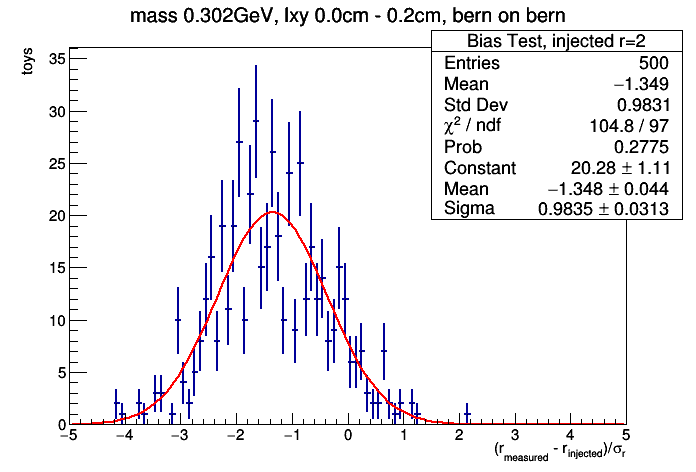 mass 0.302GeV, lxy 0.0cm - 0.2cm, bern on bern
Bias Test, injected r=2
Entries 500
Mean −1.349
Std Dev 0.9831
χ² / ndf 104.8 / 97
Prob 0.2775
Constant 20.28 ± 1.11
Mean −1.348 ± 0.044
Sigma 0.9835 ± 0.0313
toys
35
30
25
20
15
10
5
0
−5 −4 −3 −2 −1 0 1 2 3 4 5
(r_measured - r_injected)/σ_r